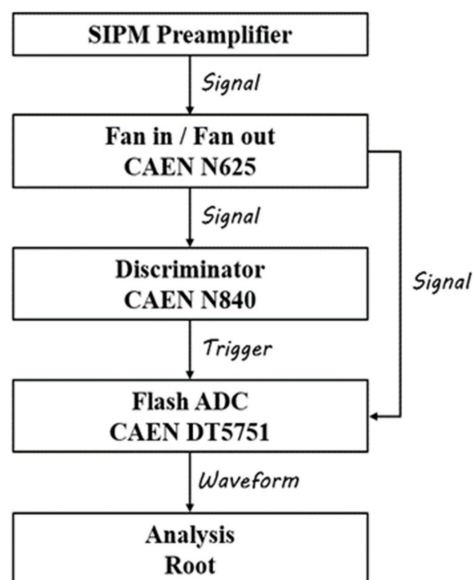 SIPM Preamplifier
Signal
Fan in / Fan out
CAEN N625
Signal
Signal
Discriminator
CAEN N840
Trigger
Flash ADC
CAEN DT5751
Waveform
Analysis
Root